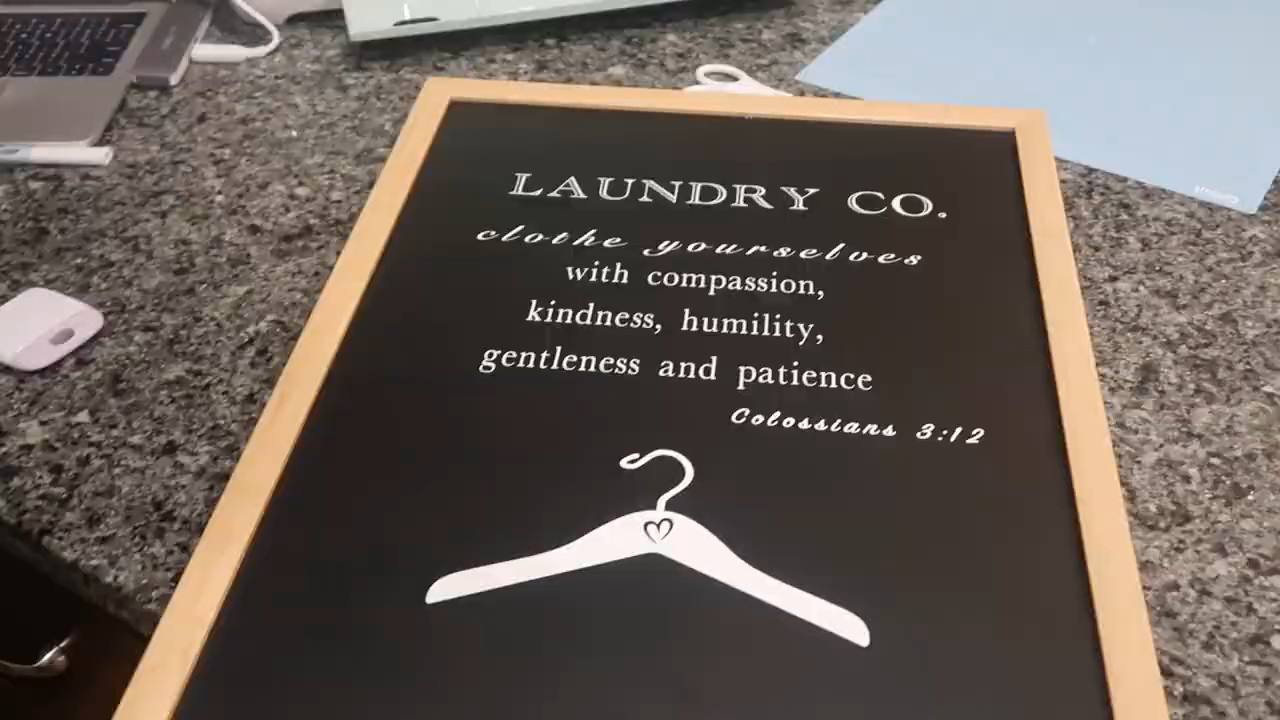 LAUNDRY CO.
clothe yourselves
with compassion,
kindness, humility,
gentleness and patience
Colossians 3:12